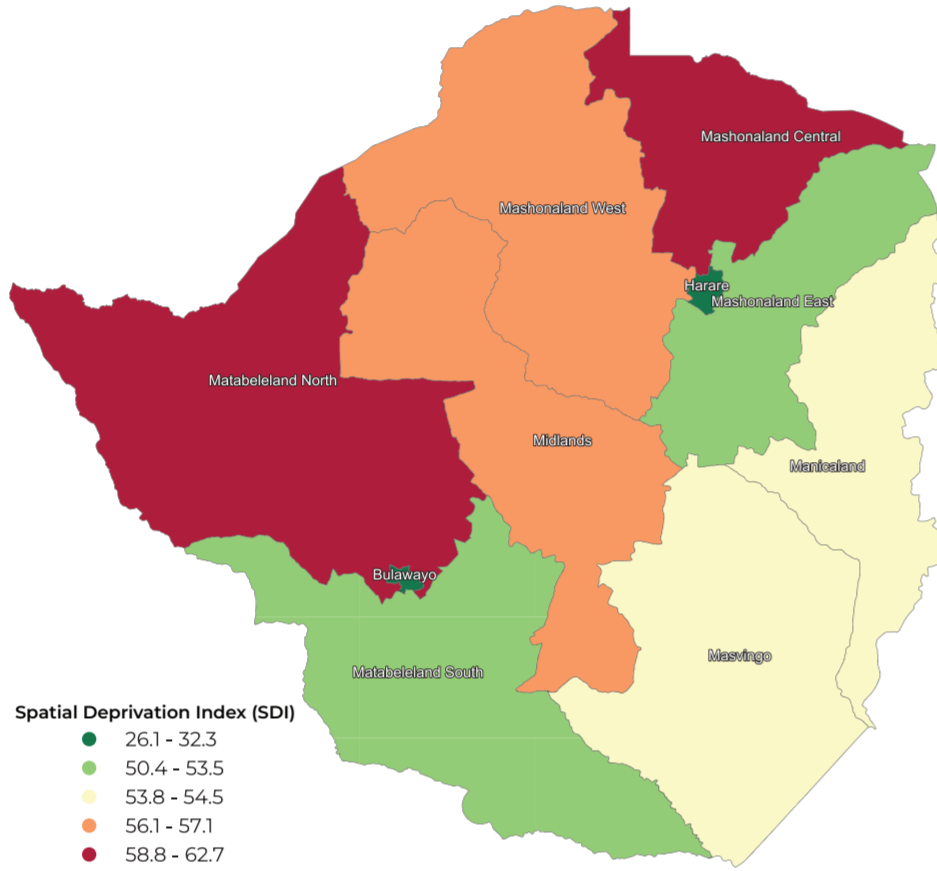 Mashonaland Central
Mashonaland West
Harare
Mashonaland East
Matabeleland North
Midlands
Manicaland
Bulawayo
Masvingo
Matabeleland South
Spatial Deprivation Index (SDI)
26.1 - 32.3
50.4 - 53.5
53.8 - 54.5
56.1 - 57.1
58.8 - 62.7